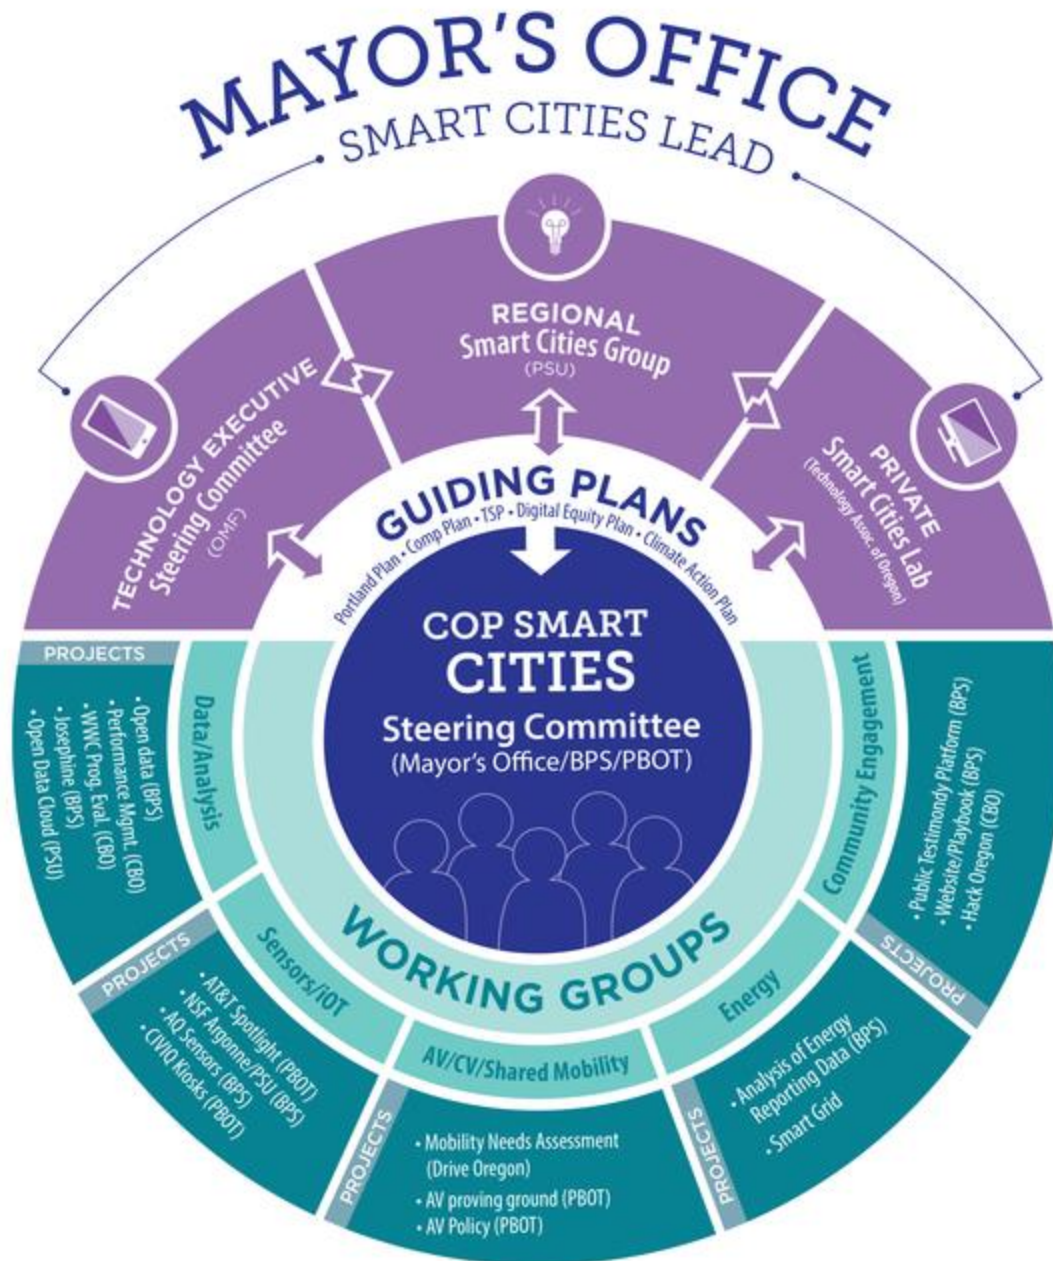 MAYOR'S OFFICE
SMART CITIES LEAD
TECHNOLOGY EXECUTIVE
Steering Committee
(OMF)
REGIONAL
Smart Cities Group
(PSU)
PRIVATE
Smart Cities Lab
(Technology Assoc. of Oregon)
GUIDING PLANS
Portland Plan • Comp Plan • TSP • Digital Equity Plan • Climate Action Plan
COP SMART
CITIES
Steering Committee
(Mayor's Office/BPS/PBOT)
WORKING GROUPS
Data/Analysis
PROJECTS
• Open data (BPS)
• Performance Mgmt. (CBO)
• WWC Prog. Eval. (CBO)
• Josephine (BPS)
• Open Data Cloud (PSU)
Sensors/iOT
PROJECTS
• AT&T Spotlight (PBOT)
• NSF Argonne/PSU (BPS)
• AQ Sensors (BPS)
• CIVIQ Kiosks (PBOT)
AV/CV/Shared Mobility
PROJECTS
• Mobility Needs Assessment
(Drive Oregon)
• AV proving ground (PBOT)
• AV Policy (PBOT)
Energy
PROJECTS
• Analysis of Energy
Reporting Data (BPS)
• Smart Grid
Community Engagement
PROJECTS
• Public Testimondy Platform (BPS)
• Website/Playbook (BPS)
• Hack Oregon (CBO)